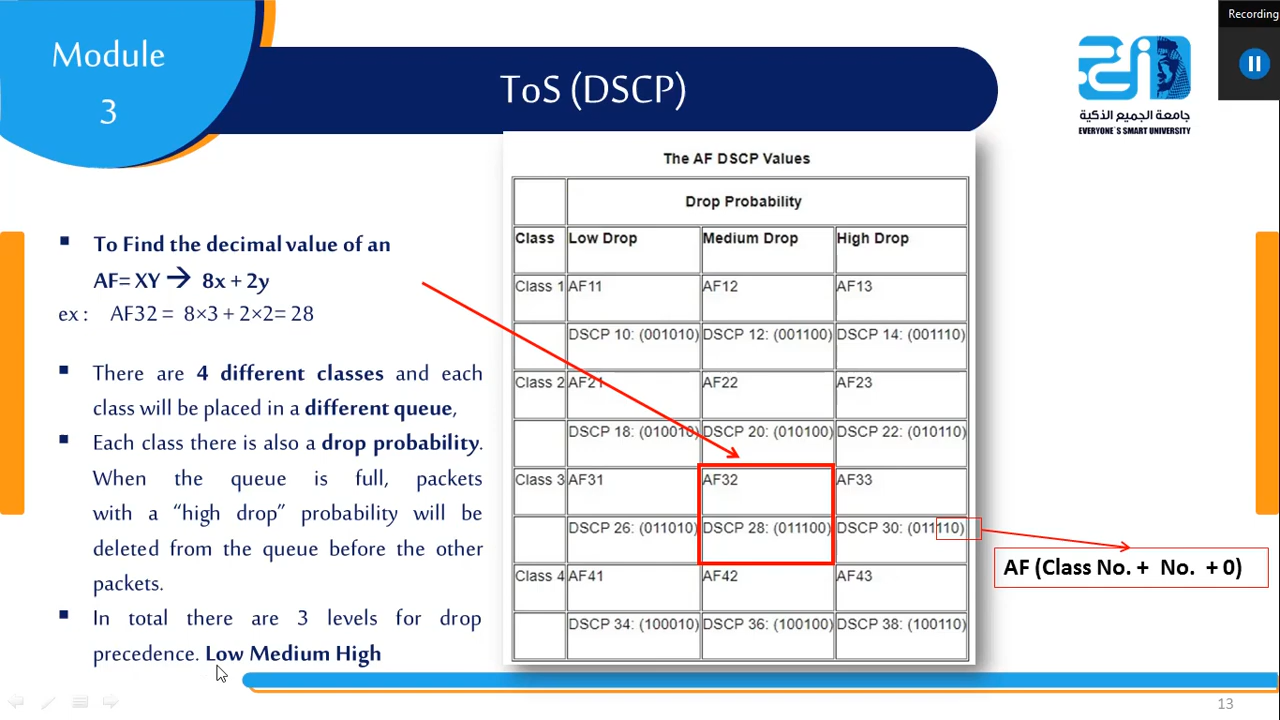 Recording
Module
3
ToS (DSCP)
جامعة الجميع الذكية
EVERYONE`S SMART UNIVERSITY
▪ To Find the decimal value of an
AF= XY → 8x + 2y
ex : AF32 = 8×3 + 2×2= 28
▪ There are 4 different classes and each
class will be placed in a different queue,
▪ Each class there is also a drop probability.
When the queue is full, packets
with a “high drop” probability will be
deleted from the queue before the other
packets.
▪ In total there are 3 levels for drop
precedence. Low Medium High
The AF DSCP Values
Drop Probability
Class Low Drop Medium Drop High Drop
Class 1 AF11 AF12 AF13
DSCP 10: (001010) DSCP 12: (001100) DSCP 14: (001110)
Class 2 AF21 AF22 AF23
DSCP 18: (010010) DSCP 20: (010100) DSCP 22: (010110)
Class 3 AF31 AF32 AF33
DSCP 26: (011010) DSCP 28: (011100) DSCP 30: (011110)
Class 4 AF41 AF42 AF43
DSCP 34: (100010) DSCP 36: (100100) DSCP 38: (100110)
AF (Class No. + No. + 0)
13